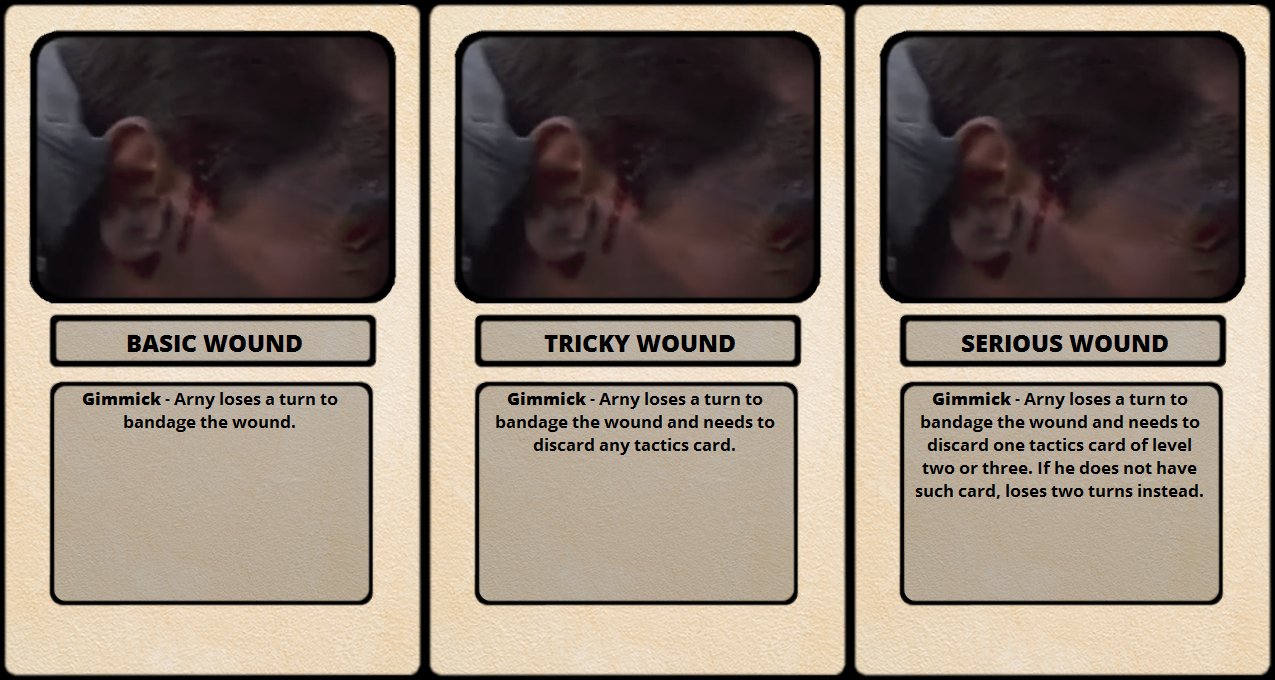 BASIC WOUND
Gimmick - Arny loses a turn to
bandage the wound.
TRICKY WOUND
Gimmick - Arny loses a turn to
bandage the wound and needs to
discard any tactics card.
SERIOUS WOUND
Gimmick - Arny loses a turn to
bandage the wound and needs to
discard one tactics card of level
two or three. If he does not have
such card, loses two turns instead.